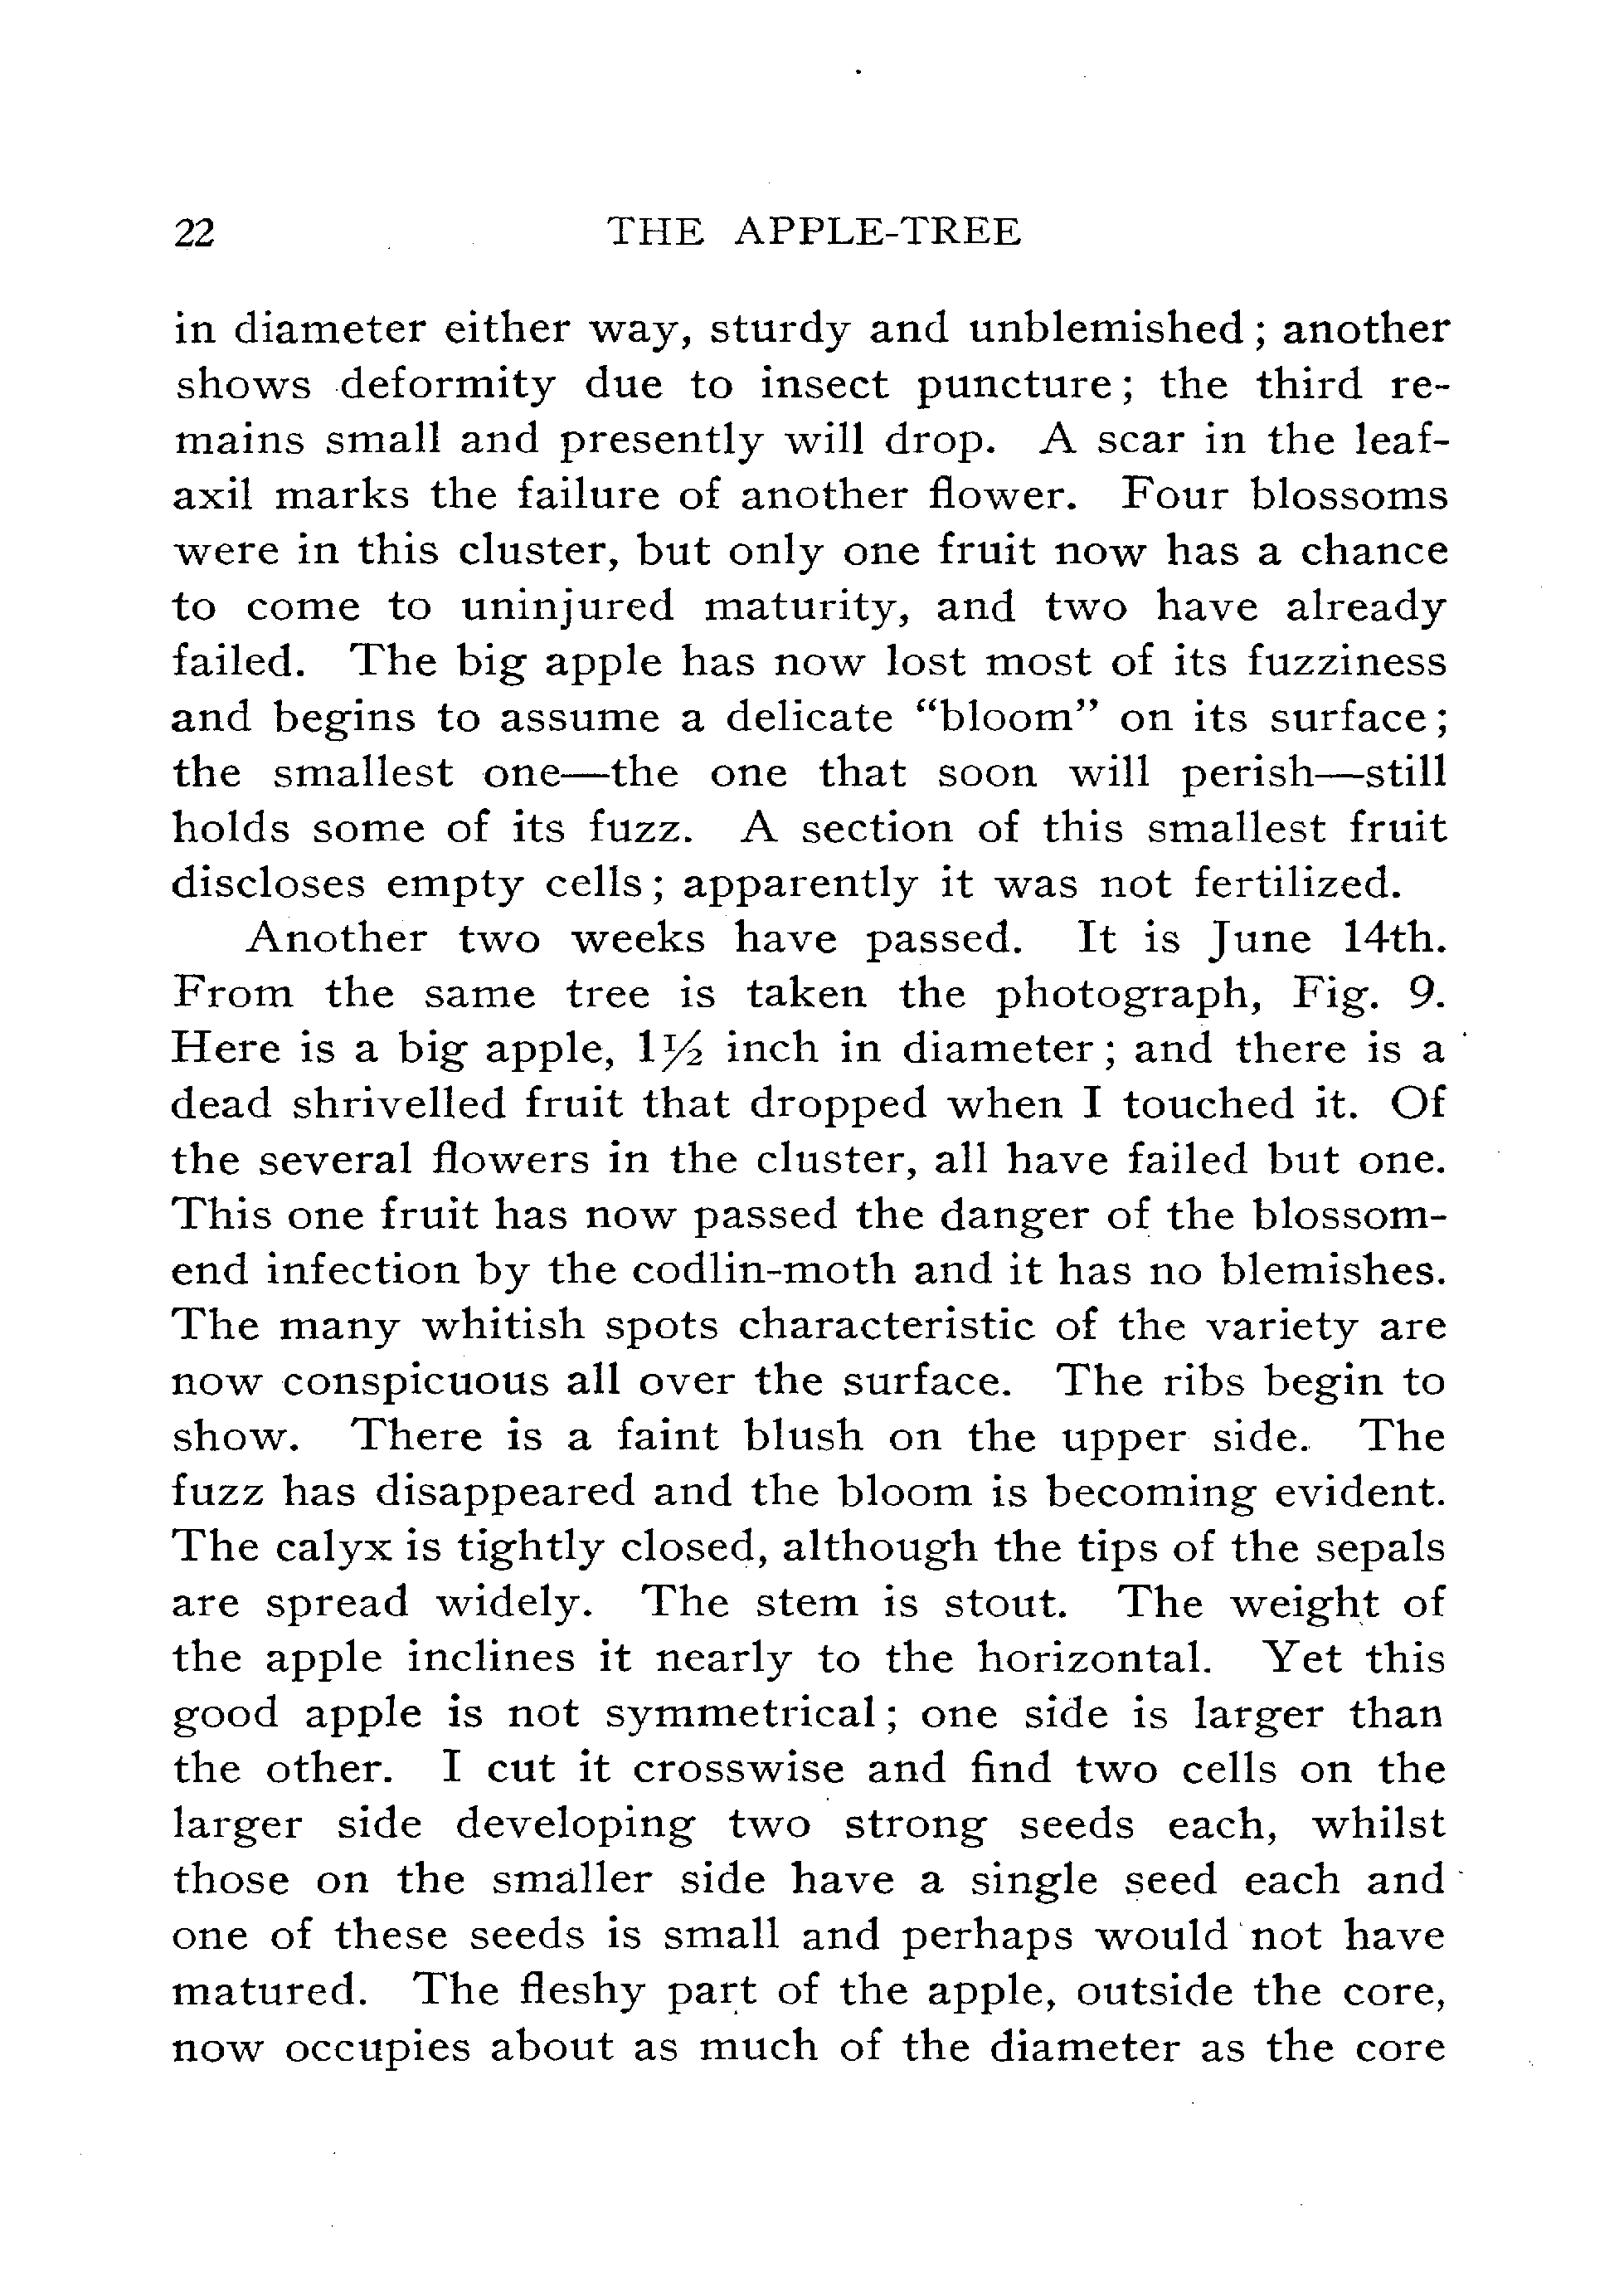 22 THE APPLE-TREE
in diameter either way, sturdy and unblemished; another
shows deformity due to insect puncture; the third re-
mains small and presently will drop. A scar in the leaf-
axil marks the failure of another flower. Four blossoms
were in this cluster, but only one fruit now has a chance
to come to uninjured maturity, and two have already
failed. The big apple has now lost most of its fuzziness
and begins to assume a delicate “bloom” on its surface;
the smallest one—the one that soon will perish—still
holds some of its fuzz. A section of this smallest fruit
discloses empty cells; apparently it was not fertilized.
Another two weeks have passed. It is June 14th.
From the same tree is taken the photograph, Fig. 9.
Here is a big apple, 1½ inch in diameter; and there is a
dead shrivelled fruit that dropped when I touched it. Of
the several flowers in the cluster, all have failed but one.
This one fruit has now passed the danger of the blossom-
end infection by the codlin-moth and it has no blemishes.
The many whitish spots characteristic of the variety are
now conspicuous all over the surface. The ribs begin to
show. There is a faint blush on the upper side. The
fuzz has disappeared and the bloom is becoming evident.
The calyx is tightly closed, although the tips of the sepals
are spread widely. The stem is stout. The weight of
the apple inclines it nearly to the horizontal. Yet this
good apple is not symmetrical; one side is larger than
the other. I cut it crosswise and find two cells on the
larger side developing two strong seeds each, whilst
those on the smaller side have a single seed each and
one of these seeds is small and perhaps would not have
matured. The fleshy part of the apple, outside the core,
now occupies about as much of the diameter as the core